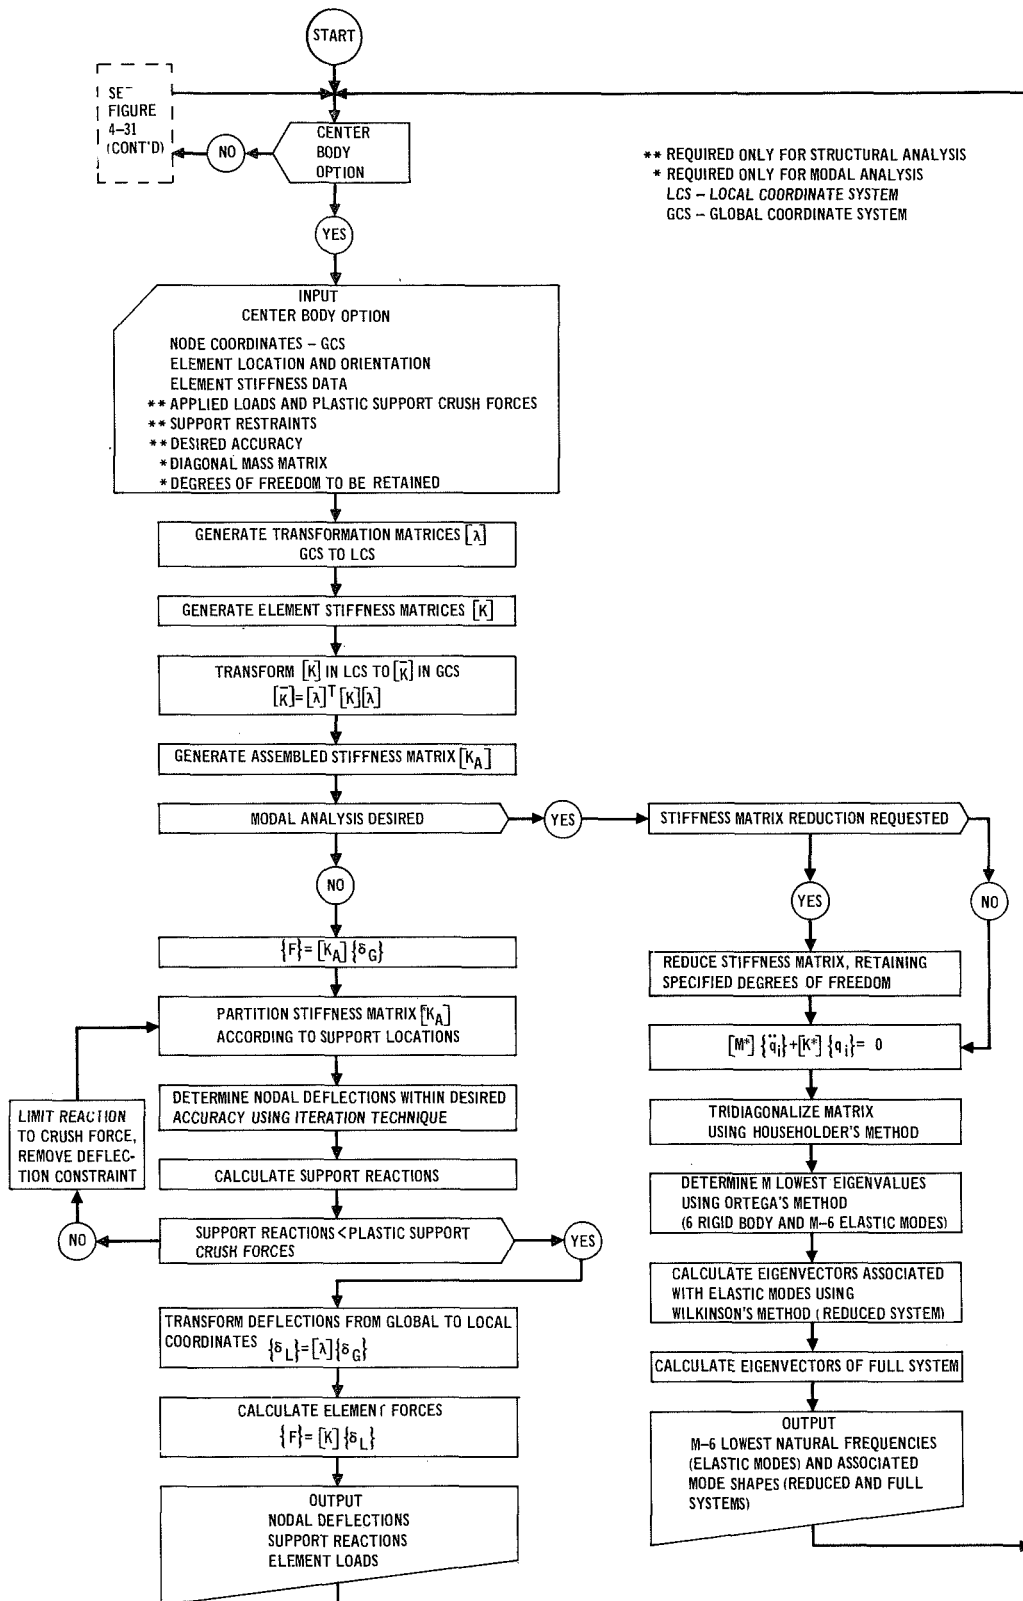 START
SE
FIGURE
4-31
(CONT'D)
NO
CENTER
BODY
OPTION
** REQUIRED ONLY FOR STRUCTURAL ANALYSIS
* REQUIRED ONLY FOR MODAL ANALYSIS
LCS – LOCAL COORDINATE SYSTEM
GCS – GLOBAL COORDINATE SYSTEM
YES
INPUT
CENTER BODY OPTION
NODE COORDINATES – GCS
ELEMENT LOCATION AND ORIENTATION
ELEMENT STIFFNESS DATA
** APPLIED LOADS AND PLASTIC SUPPORT CRUSH FORCES
** SUPPORT RESTRAINTS
** DESIRED ACCURACY
* DIAGONAL MASS MATRIX
* DEGREES OF FREEDOM TO BE RETAINED
GENERATE TRANSFORMATION MATRICES [λ]
GCS TO LCS
GENERATE ELEMENT STIFFNESS MATRICES [K]
TRANSFORM [K] IN LCS TO [K̅] IN GCS
[K̅]=[λ]ᵀ [K][λ]
GENERATE ASSEMBLED STIFFNESS MATRIX [K_A]
MODAL ANALYSIS DESIRED
YES
STIFFNESS MATRIX REDUCTION REQUESTED
NO
YES
NO
{F}=[K_A]{δ_G}
REDUCE STIFFNESS MATRIX, RETAINING
SPECIFIED DEGREES OF FREEDOM
PARTITION STIFFNESS MATRIX [K_A]
ACCORDING TO SUPPORT LOCATIONS
[M*] {q̈_i}+[K*] {q_i}= 0
LIMIT REACTION
TO CRUSH FORCE,
REMOVE DEFLEC-
TION CONSTRAINT
DETERMINE NODAL DEFLECTIONS WITHIN DESIRED
ACCURACY USING ITERATION TECHNIQUE
TRIDIAGONALIZE MATRIX
USING HOUSEHOLDER'S METHOD
CALCULATE SUPPORT REACTIONS
DETERMINE M LOWEST EIGENVALUES
USING ORTEGA'S METHOD
(6 RIGID BODY AND M-6 ELASTIC MODES)
NO
SUPPORT REACTIONS < PLASTIC SUPPORT
CRUSH FORCES
YES
CALCULATE EIGENVECTORS ASSOCIATED
WITH ELASTIC MODES USING
WILKINSON'S METHOD (REDUCED SYSTEM)
TRANSFORM DEFLECTIONS FROM GLOBAL TO LOCAL
COORDINATES {δ_L}=[λ]{δ_G}
CALCULATE EIGENVECTORS OF FULL SYSTEM
CALCULATE ELEMENT FORCES
{F}=[K]{δ_L}
OUTPUT
M-6 LOWEST NATURAL FREQUENCIES
(ELASTIC MODES) AND ASSOCIATED
MODE SHAPES (REDUCED AND FULL
SYSTEMS)
OUTPUT
NODAL DEFLECTIONS
SUPPORT REACTIONS
ELEMENT LOADS